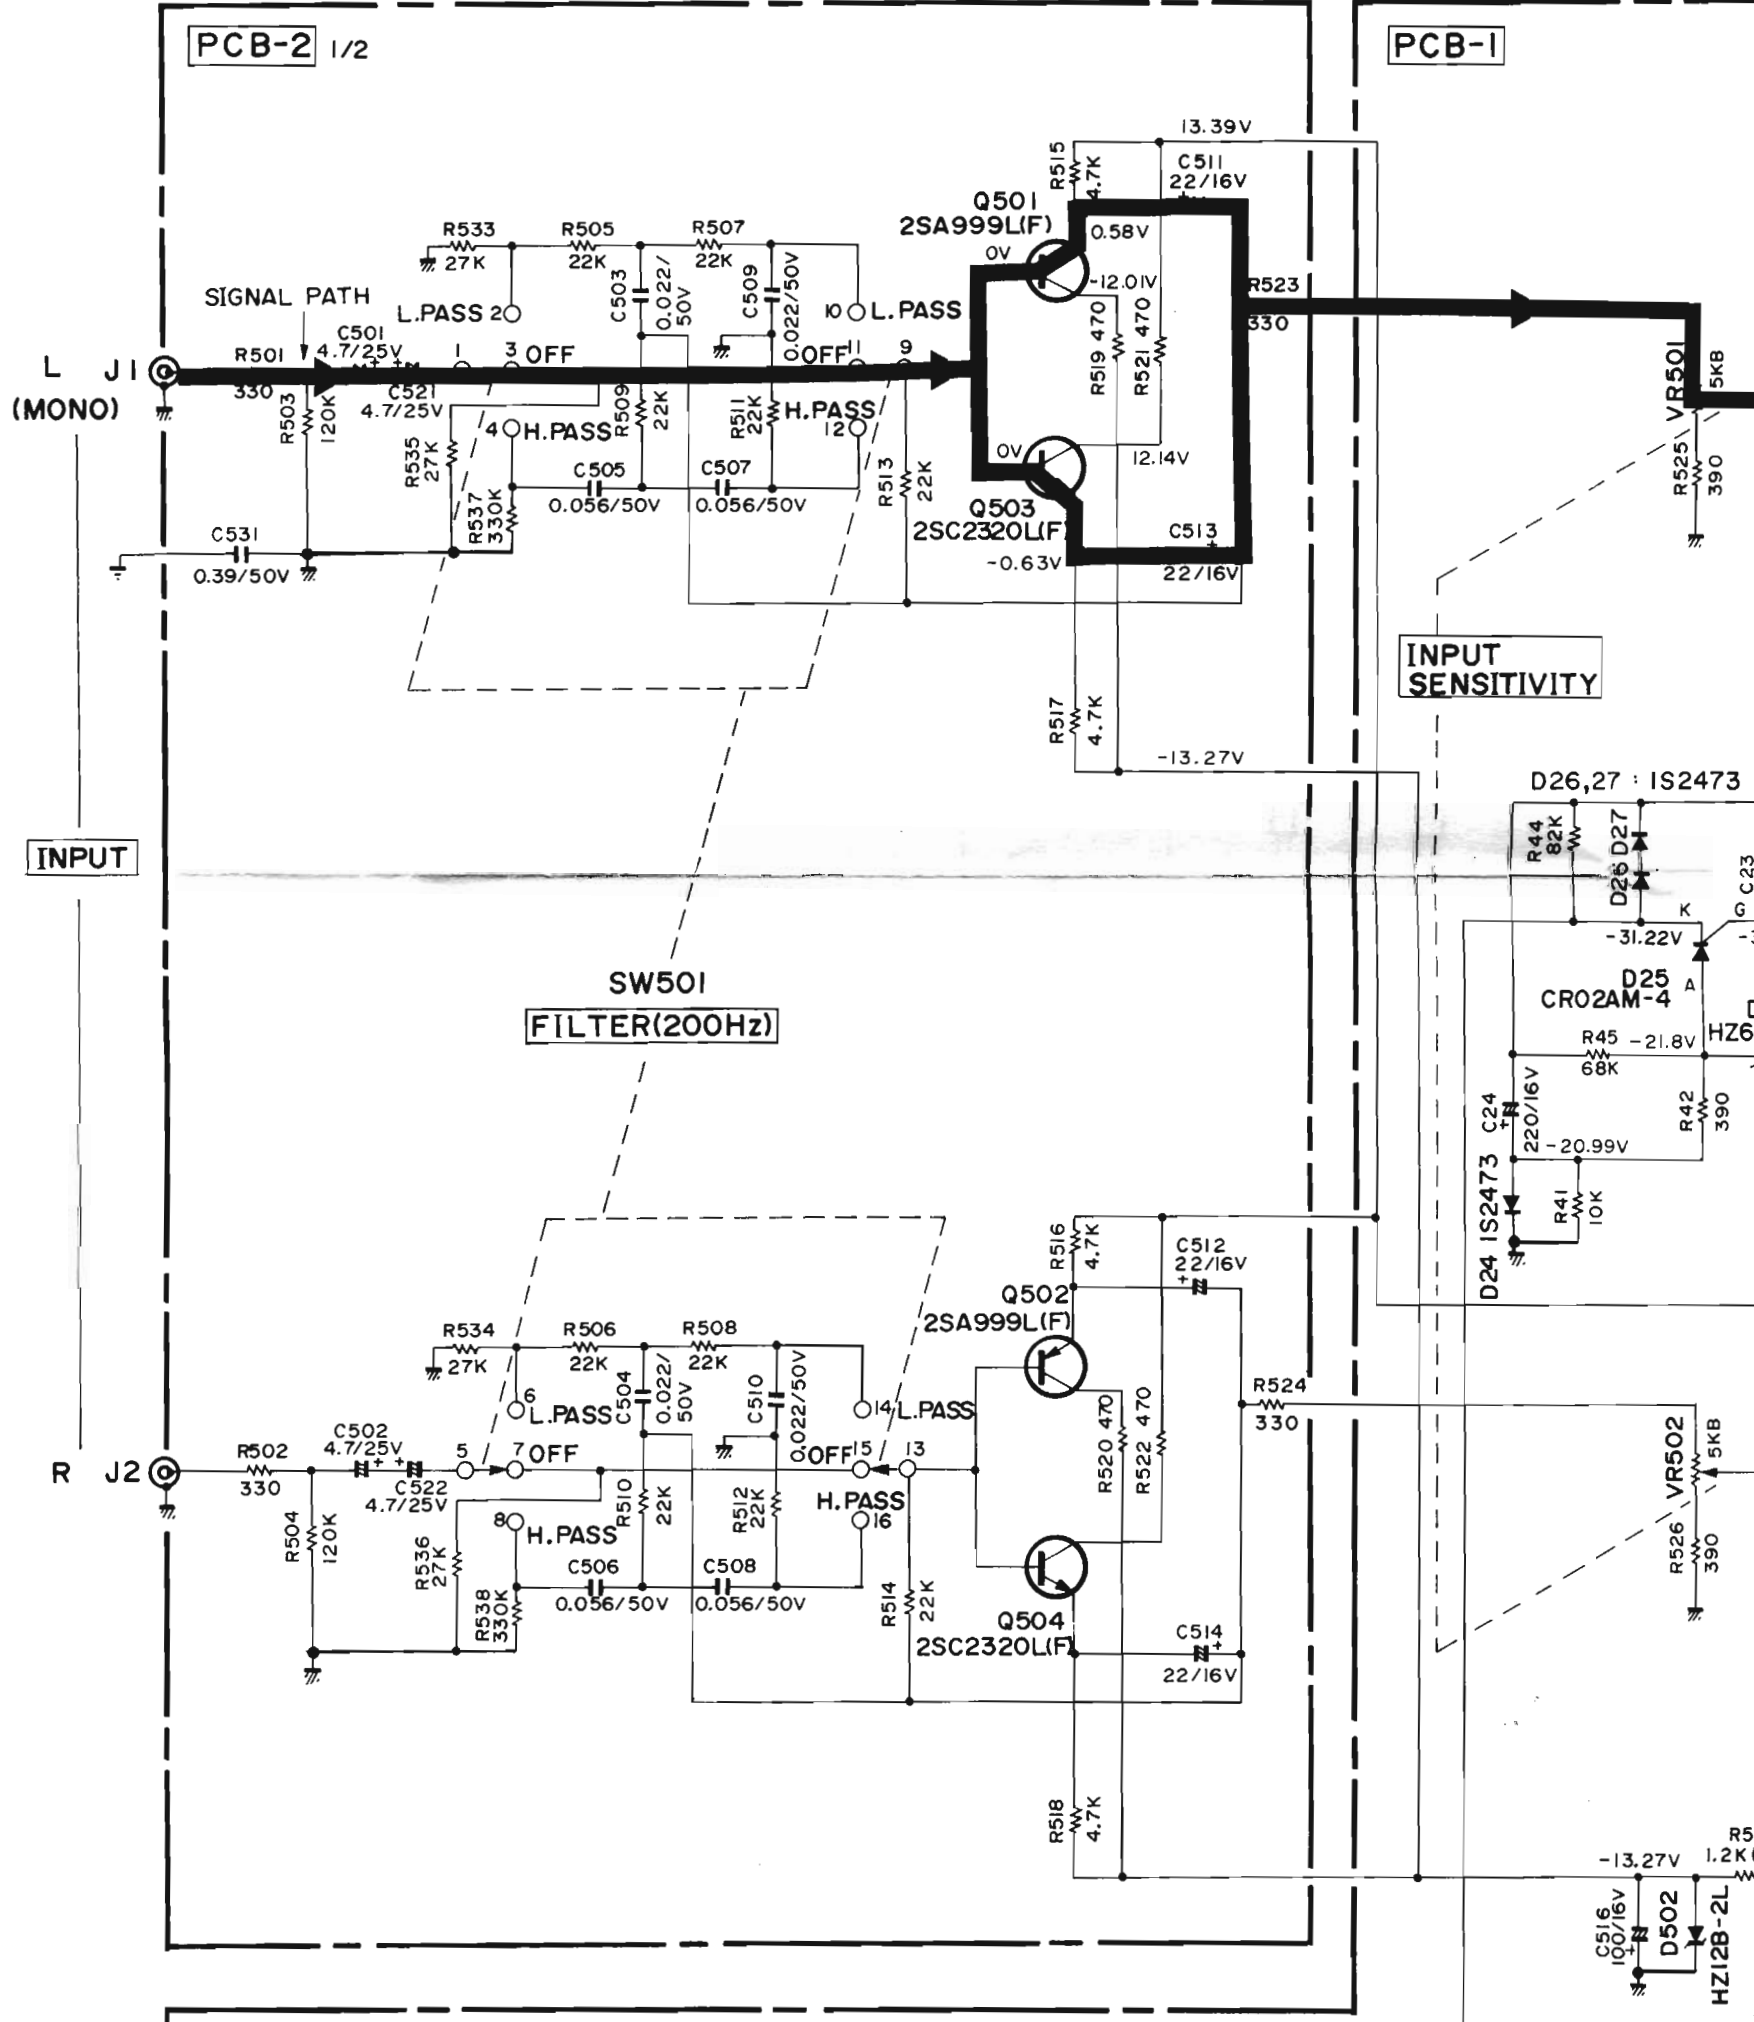 PCB-2 1/2
PCB-1
13.39V
R515
4.7K
C511
22/16V
Q501
2SA999L(F)
0.58V
0V
-12.01V
R533
27K
R505
22K
R507
22K
C503
0.022/
50V
C509
0.022/50V
SIGNAL PATH
L.PASS 2
10 L.PASS
R519 470
R521 470
R523
330
L J1
(MONO)
R501
330
C501
4.7/25V
C521
4.7/25V
1
3 OFF
OFF 11
9
R503
120K
R509
22K
R511
22K
H.PASS
12
4 H.PASS
R535
27K
R537
330K
C505
0.056/50V
C507
0.056/50V
R513
22K
0V
12.14V
Q503
2SC2320L(F)
-0.63V
C513
22/16V
VR501
5KB
R525
390
C531
0.39/50V
INPUT
SENSITIVITY
R517
4.7K
-13.27V
D26,27 : 1S2473
R44
82K
D26 D27
C23
INPUT
K
G
-31.22V
D25
CR02AM-4
A
SW501
FILTER(200Hz)
R45
68K
-21.8V
HZ6
C24
220/16V
R42
390
-20.99V
D24 1S2473
R41
10K
R516
4.7K
C512
22/16V
Q502
2SA999L(F)
R534
27K
R506
22K
R508
22K
C504
0.022/
50V
C510
0.022/50V
6
L.PASS
14 L.PASS
R520 470
R522 470
R524
330
R J2
R502
330
C502
4.7/25V
C522
4.7/25V
5
7 OFF
OFF 15
13
VR502
5KB
R504
120K
R510
22K
R512
22K
H.PASS
16
8 H.PASS
R536
27K
R538
330K
C506
0.056/50V
C508
0.056/50V
R514
22K
Q504
2SC2320L(F)
C514
22/16V
R526
390
R518
4.7K
-13.27V
R5
1.2K
C516
100/16V
D502
HZ12B-2L